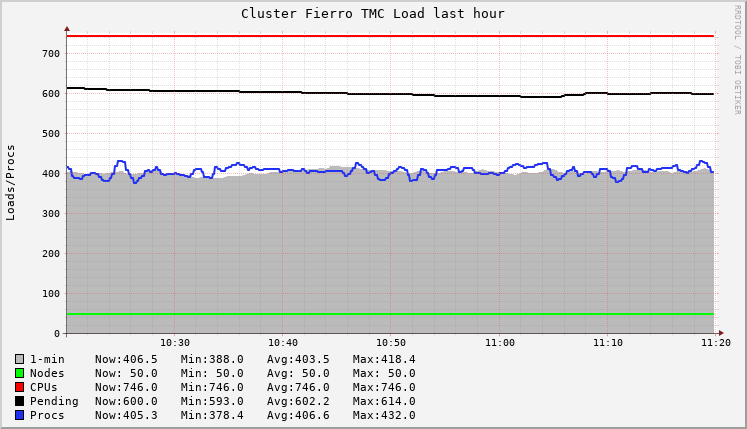 Cluster Fierro TMC Load last hour
RRDTOOL / TOBI OETIKER
Loads/Procs
700
600
500
400
300
200
100
0
10:30 10:40 10:50 11:00 11:10 11:20
1-min Now:406.5 Min:388.0 Avg:403.5 Max:418.4
Nodes Now: 50.0 Min: 50.0 Avg: 50.0 Max: 50.0
CPUs Now:746.0 Min:746.0 Avg:746.0 Max:746.0
Pending Now:600.0 Min:593.0 Avg:602.2 Max:614.0
Procs Now:405.3 Min:378.4 Avg:406.6 Max:432.0